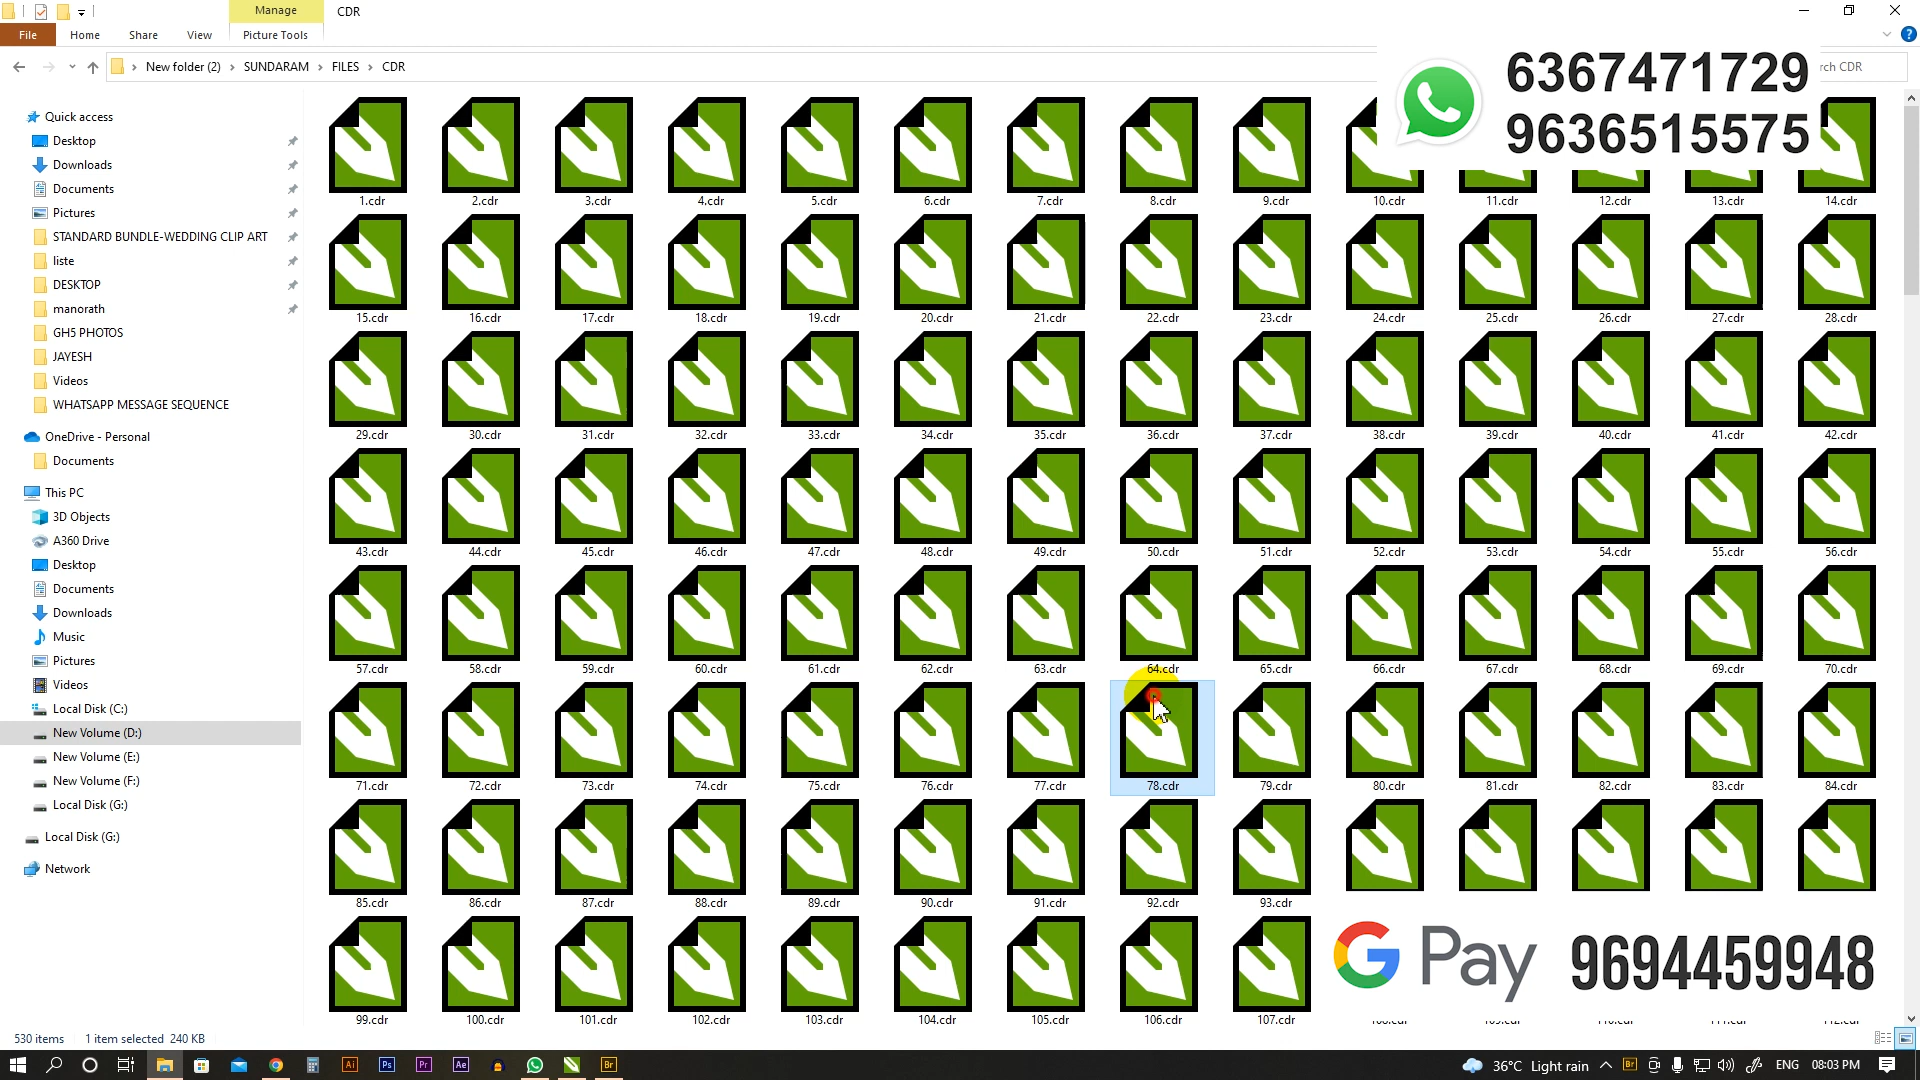 Manage
CDR
File
Home
Share
View
Picture Tools
New folder (2) > SUNDARAM > FILES > CDR
rch CDR
6367471729
9636515575
Quick access
Desktop
Downloads
Documents
Pictures
STANDARD BUNDLE-WEDDING CLIP ART
liste
DESKTOP
manorath
GH5 PHOTOS
JAYESH
Videos
WHATSAPP MESSAGE SEQUENCE
OneDrive - Personal
Documents
This PC
3D Objects
A360 Drive
Desktop
Documents
Downloads
Music
Pictures
Videos
Local Disk (C:)
New Volume (D:)
New Volume (E:)
New Volume (F:)
Local Disk (G:)
Local Disk (G:)
Network
1.cdr 2.cdr 3.cdr 4.cdr 5.cdr 6.cdr 7.cdr 8.cdr 9.cdr 10.cdr 11.cdr 12.cdr 13.cdr 14.cdr
15.cdr 16.cdr 17.cdr 18.cdr 19.cdr 20.cdr 21.cdr 22.cdr 23.cdr 24.cdr 25.cdr 26.cdr 27.cdr 28.cdr
29.cdr 30.cdr 31.cdr 32.cdr 33.cdr 34.cdr 35.cdr 36.cdr 37.cdr 38.cdr 39.cdr 40.cdr 41.cdr 42.cdr
43.cdr 44.cdr 45.cdr 46.cdr 47.cdr 48.cdr 49.cdr 50.cdr 51.cdr 52.cdr 53.cdr 54.cdr 55.cdr 56.cdr
57.cdr 58.cdr 59.cdr 60.cdr 61.cdr 62.cdr 63.cdr 64.cdr 65.cdr 66.cdr 67.cdr 68.cdr 69.cdr 70.cdr
71.cdr 72.cdr 73.cdr 74.cdr 75.cdr 76.cdr 77.cdr 78.cdr 79.cdr 80.cdr 81.cdr 82.cdr 83.cdr 84.cdr
85.cdr 86.cdr 87.cdr 88.cdr 89.cdr 90.cdr 91.cdr 92.cdr 93.cdr
99.cdr 100.cdr 101.cdr 102.cdr 103.cdr 104.cdr 105.cdr 106.cdr 107.cdr
G Pay 9694459948
530 items 1 item selected 240 KB
Ai Ps Pr Ae Br
36°C Light rain
Br
ENG 08:03 PM